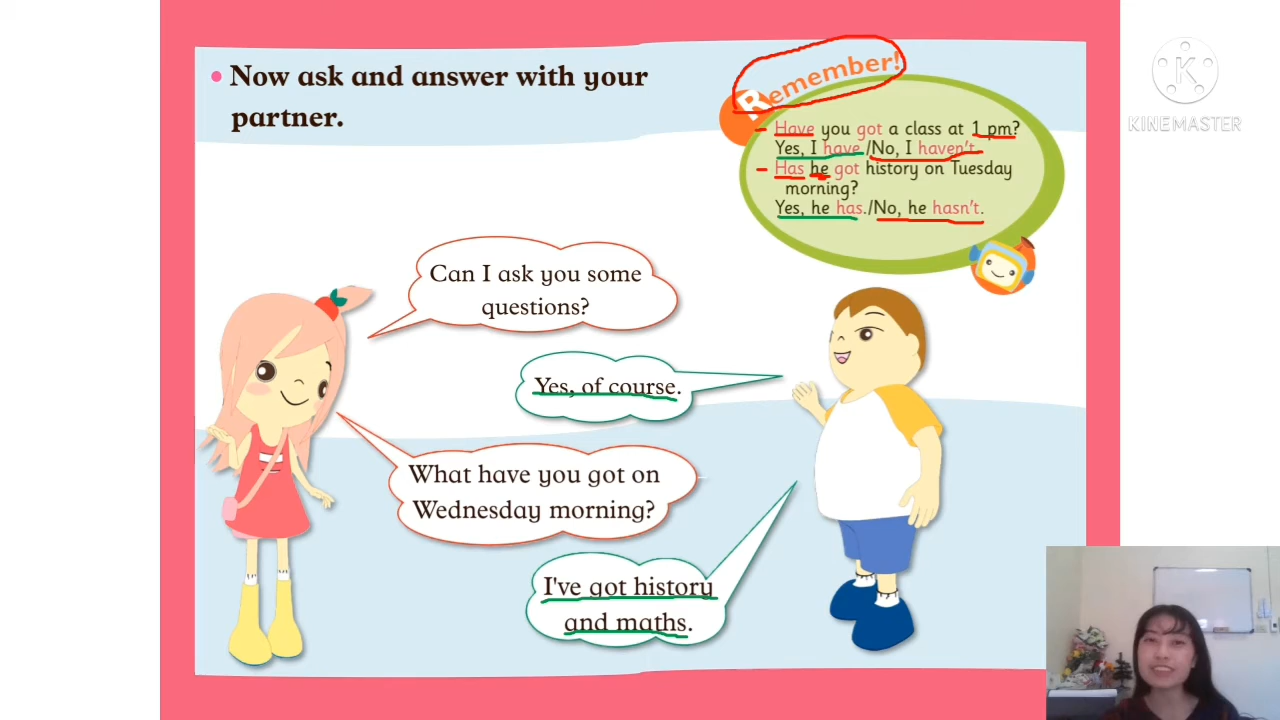 • Now ask and answer with your
partner.
Remember!
Have you got a class at 1 pm?
Yes, I have /No, I haven't.
Has he got history on Tuesday
morning?
Yes, he has./No, he hasn't.
KINEMASTER
Can I ask you some
questions?
Yes, of course.
What have you got on
Wednesday morning?
I've got history
and maths.